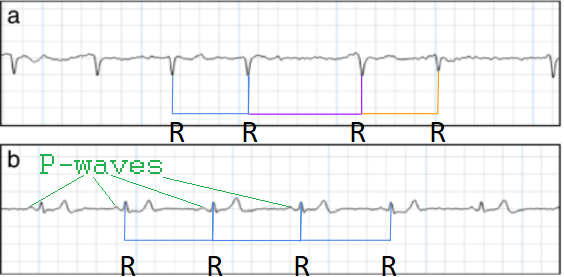 a
R R R R
b
P-waves
R R R R